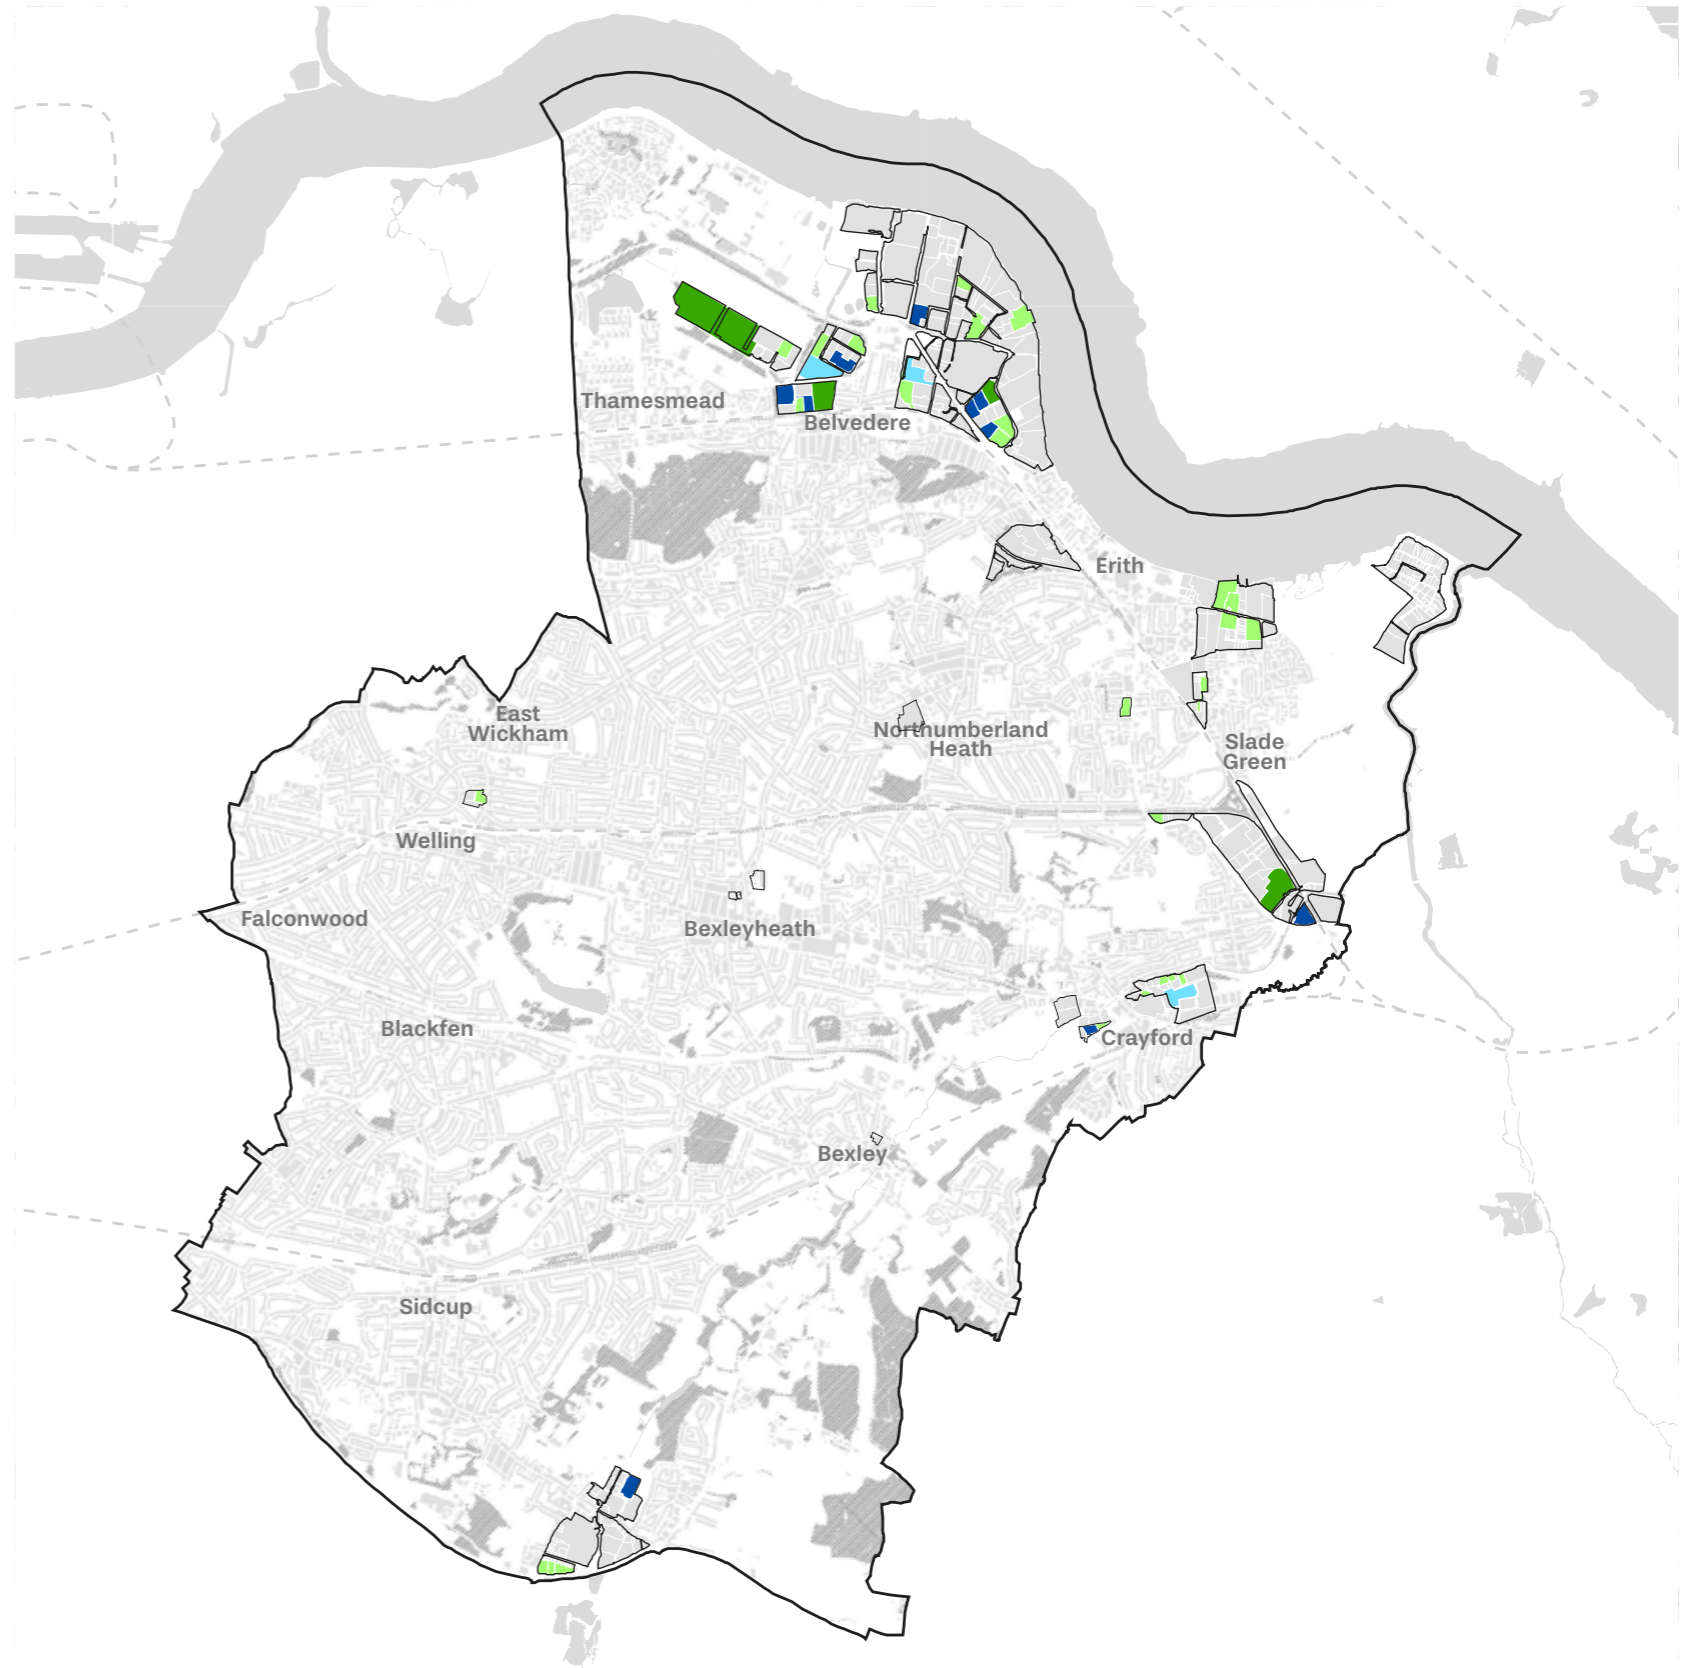 Thamesmead
Belvedere
Erith
East
Wickham
Northumberland
Heath
Slade
Green
Welling
Falconwood
Bexleyheath
Blackfen
Crayford
Bexley
Sidcup